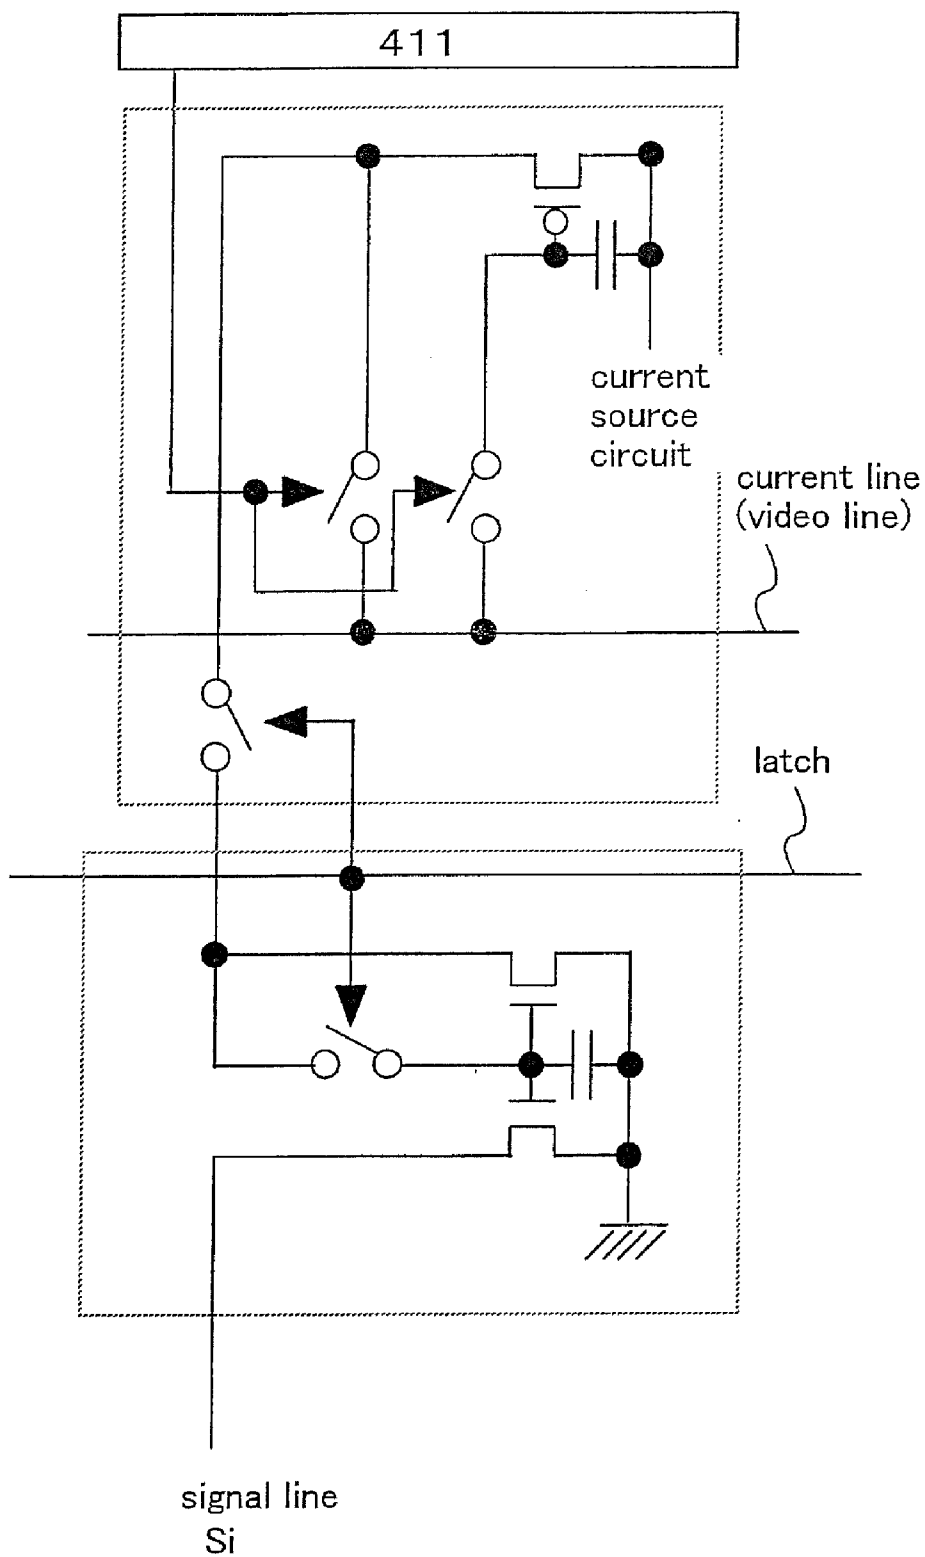 411
current
source
circuit
current line
(video line)
latch
signal line
Si